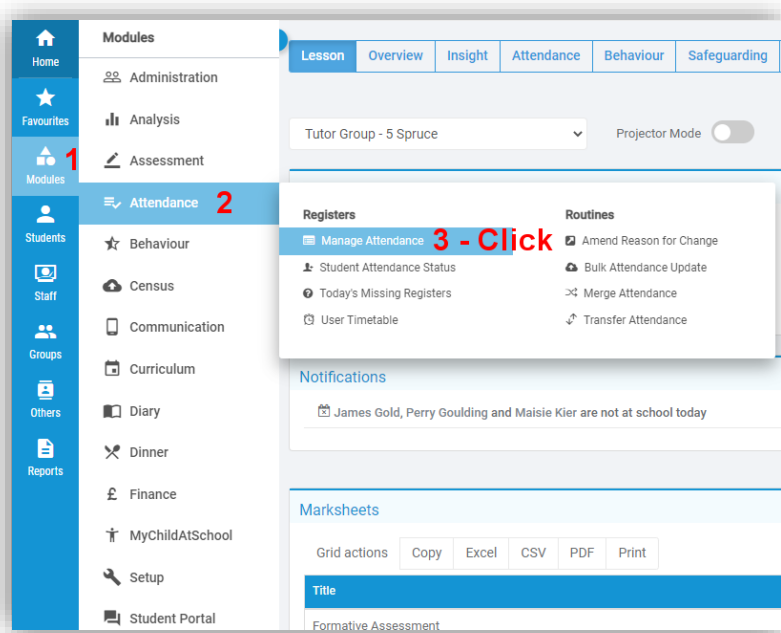 Home
Favourites
Modules
1
Students
Staff
Groups
Others
Reports
Modules
Administration
Analysis
Assessment
Attendance 2
Behaviour
Census
Communication
Curriculum
Diary
Dinner
Finance
MyChildAtSchool
Setup
Student Portal
Lesson Overview Insight Attendance Behaviour Safeguarding
Tutor Group - 5 Spruce Projector Mode
Registers
Manage Attendance 3 - Click
Student Attendance Status
Today's Missing Registers
User Timetable
Routines
Amend Reason for Change
Bulk Attendance Update
Merge Attendance
Transfer Attendance
Notifications
James Gold, Perry Goulding and Maisie Kier are not at school today
Marksheets
Grid actions Copy Excel CSV PDF Print
Title
Formative Assessment